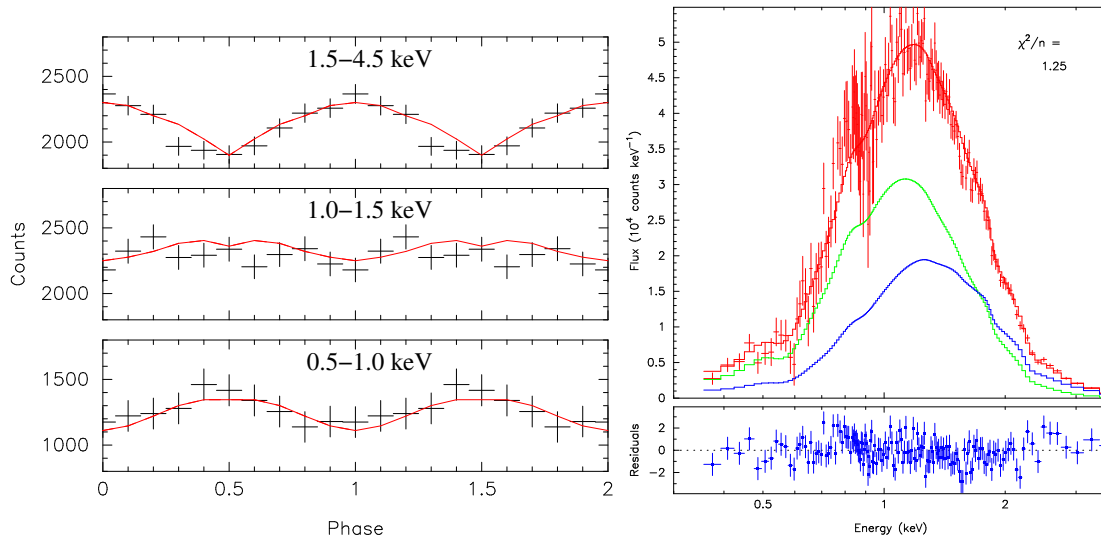 1.5−4.5 keV
2500
2000
1.0−1.5 keV
2500
2000
0.5−1.0 keV
1500
1000
0 0.5 1 1.5 2
Phase
Counts
χ²/n =
1.25
5
4.5
4
3.5
3
2.5
2
1.5
1
0.5
0
Flux (10⁴ counts keV⁻¹)
2
0
−2
Residuals
0.5 1 2
Energy (keV)